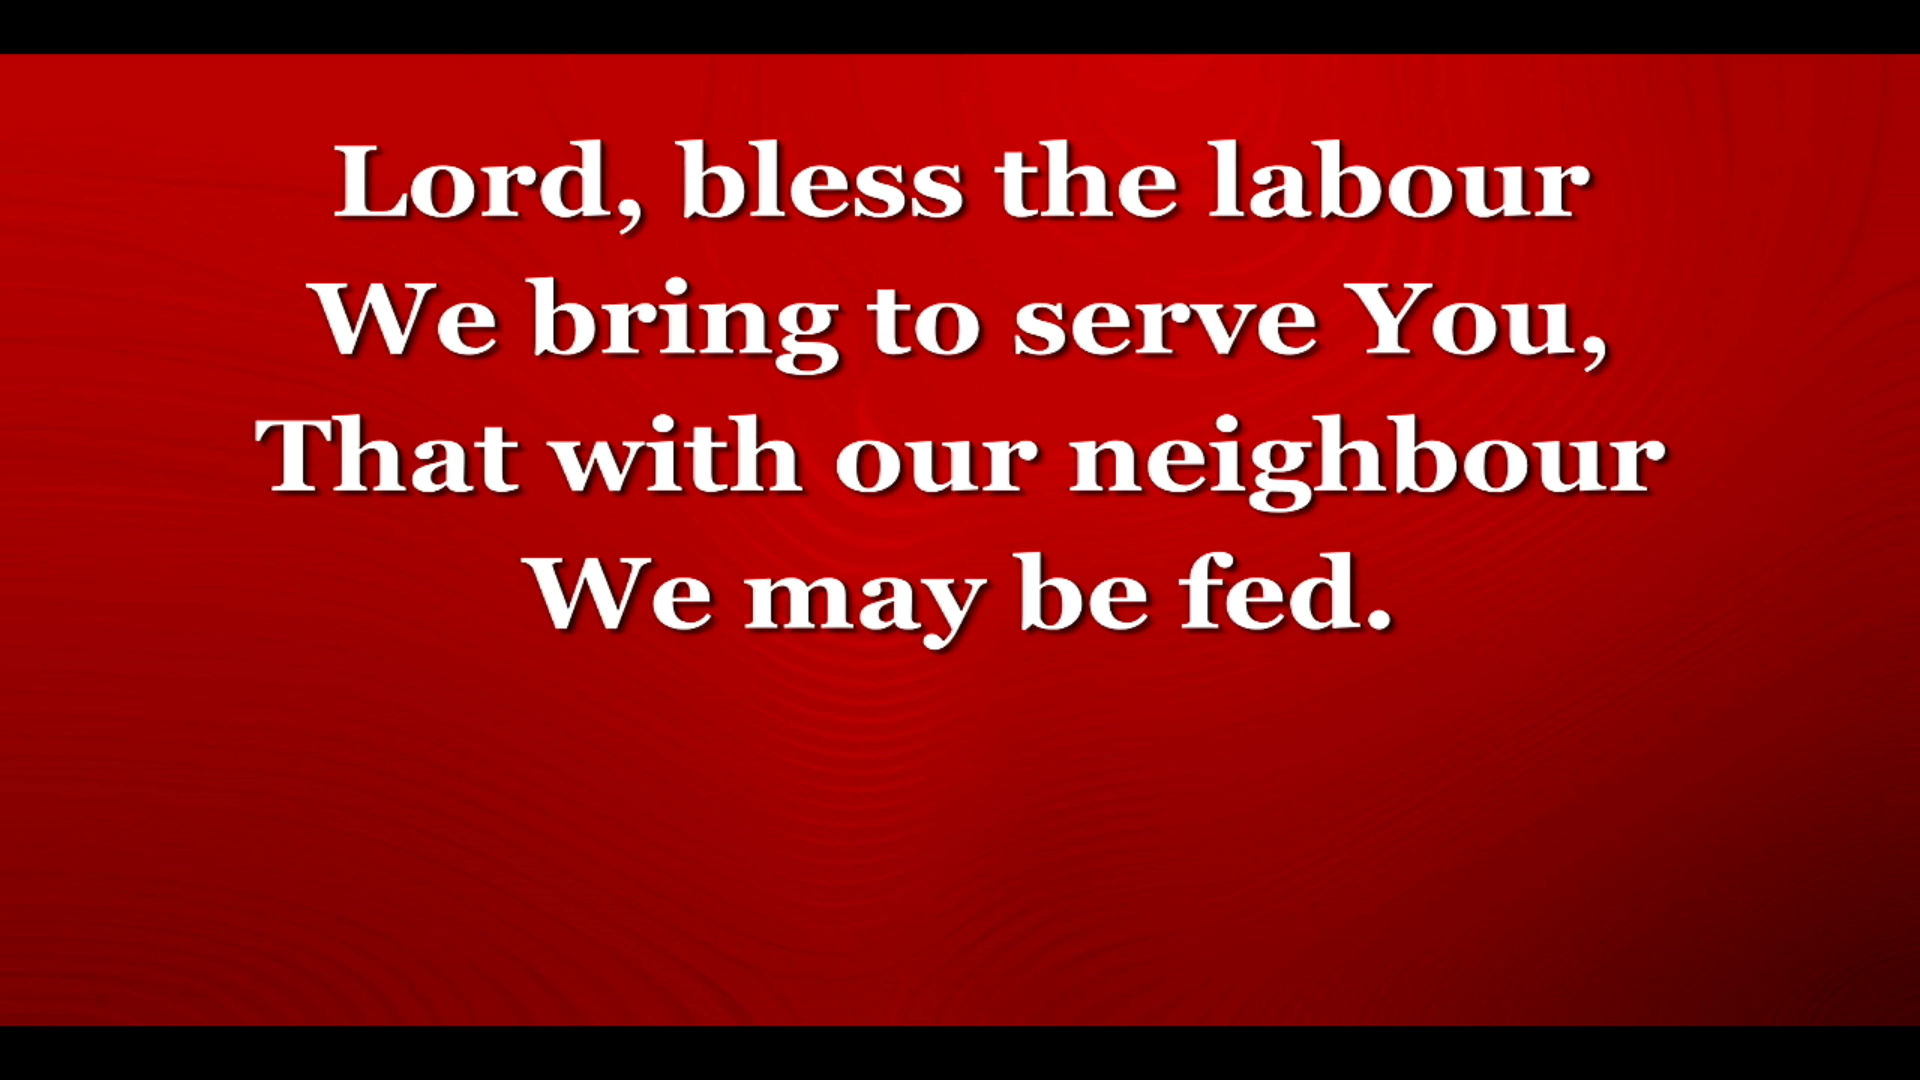 Lord, bless the labour
We bring to serve You,
That with our neighbour
We may be fed.